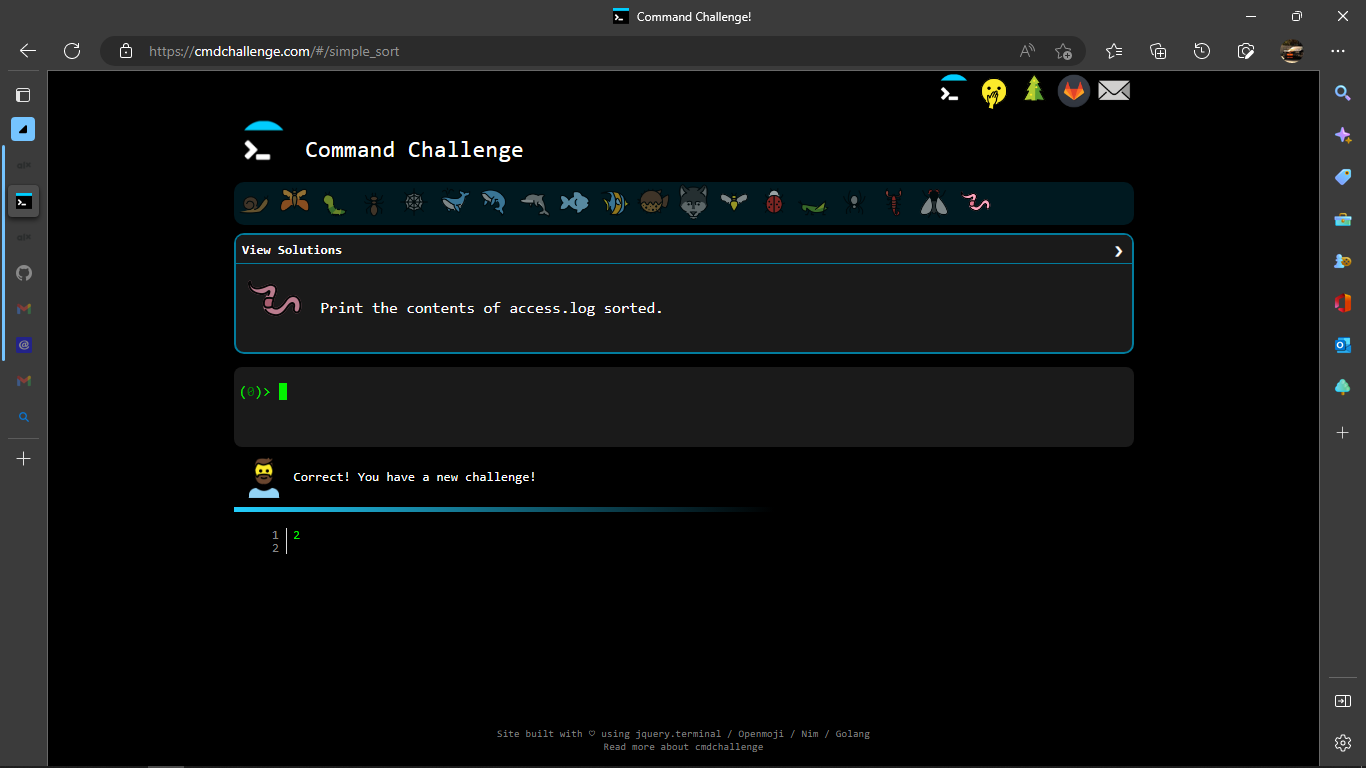 Command Challenge!
https://cmdchallenge.com/#/simple_sort
Command Challenge
View Solutions
Print the contents of access.log sorted.
(0)>
Correct! You have a new challenge!
1 2
2
Site built with ♡ using jquery.terminal / Openmoji / Nim / Golang
Read more about cmdchallenge